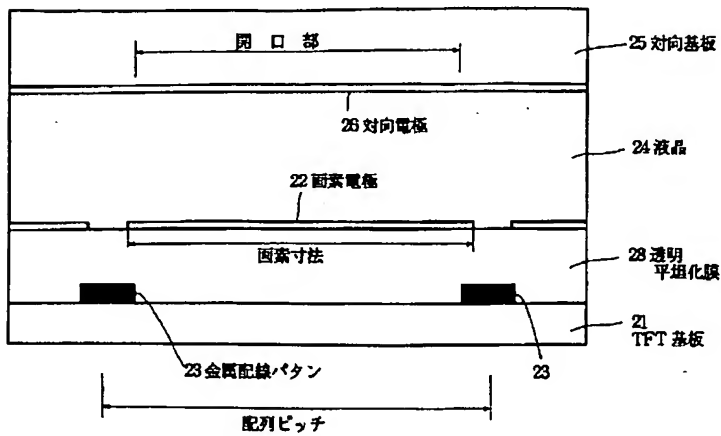 開 口 部
25 対向基板
26 対向電極
24 液晶
22 画素電極
画素寸法
28 透明
平坦化膜
21
TFT 基板
23 金属配線パタン
23
配列ピッチ